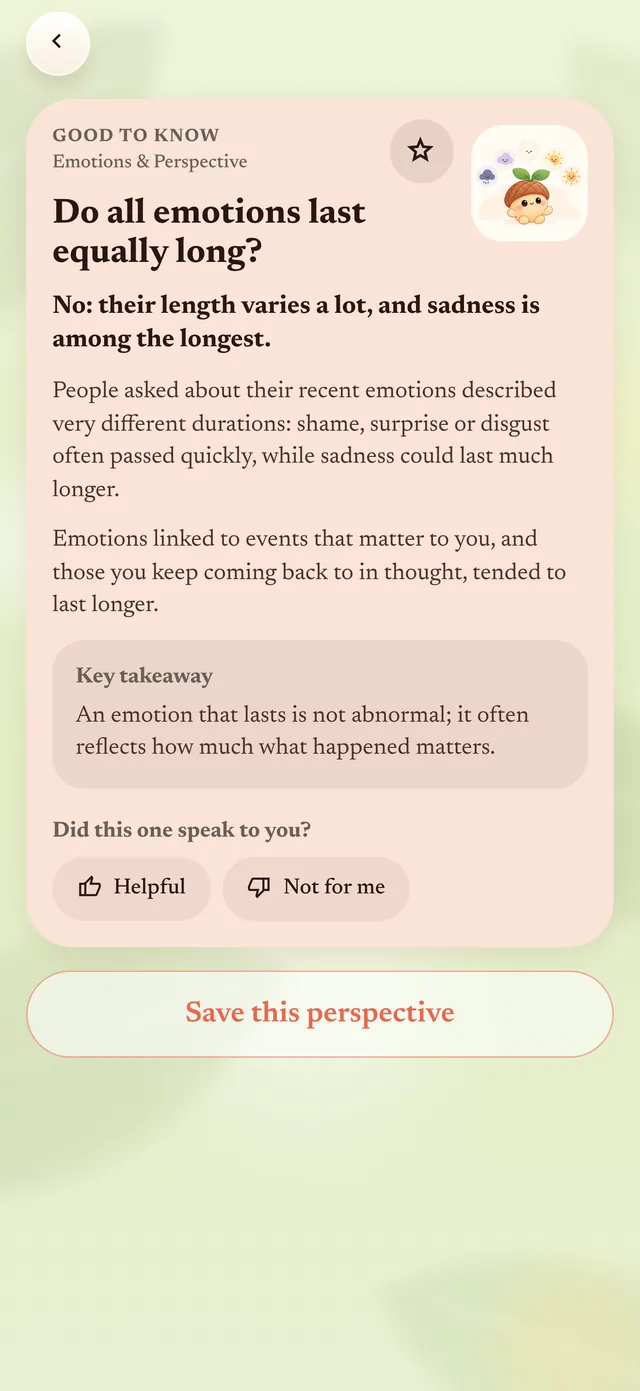 GOOD TO KNOW
Emotions & Perspective
Do all emotions last
equally long?
No: their length varies a lot, and sadness is
among the longest.
People asked about their recent emotions described
very different durations: shame, surprise or disgust
often passed quickly, while sadness could last much
longer.
Emotions linked to events that matter to you, and
those you keep coming back to in thought, tended to
last longer.
Key takeaway
An emotion that lasts is not abnormal; it often
reflects how much what happened matters.
Did this one speak to you?
Helpful
Not for me
Save this perspective